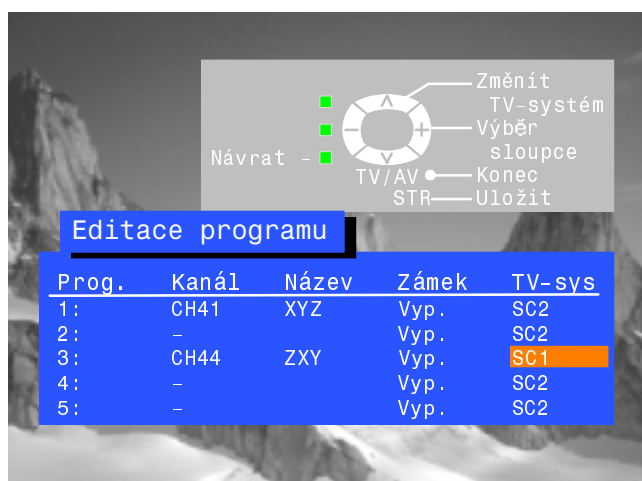 Změnít
TV-systém
Výběr
sloupce
Návrat -
TV/AV Konec
STR Uložit
Editace programu
Prog. Kanál Název Zámek TV-sys
1: CH41 XYZ Vyp. SC2
2: - Vyp. SC2
3: CH44 ZXY Vyp. SC1
4: - Vyp. SC2
5: - Vyp. SC2